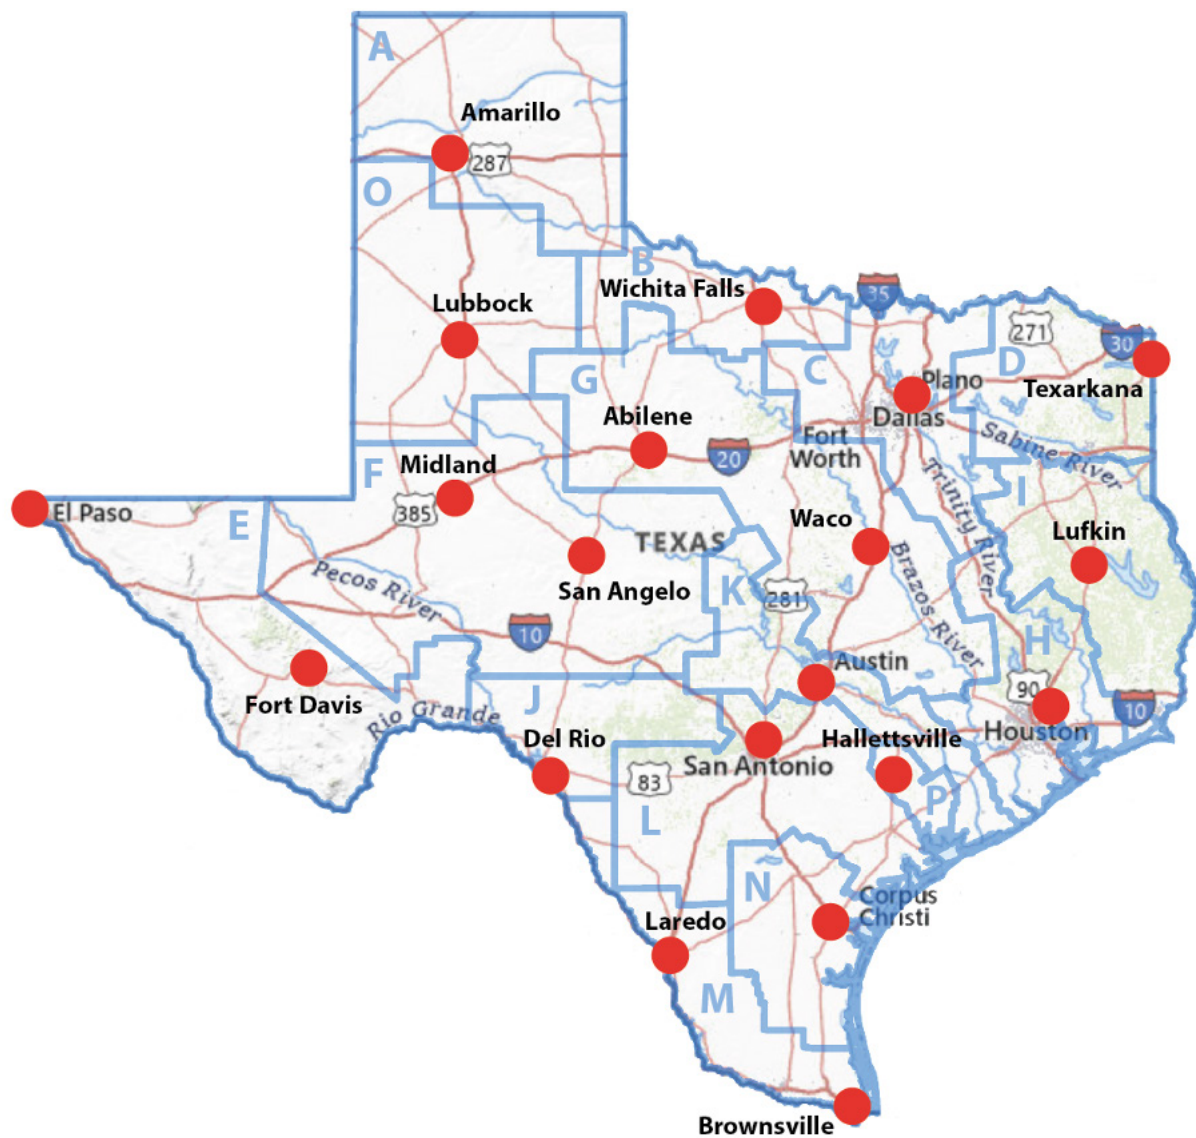 A
Amarillo
287
O
B
Wichita Falls
35
Lubbock
271
30
C
D
Plano
Texarkana
G
Dallas
Abilene
Fort
Worth
Sabine River
20
F
Midland
385
Trinity River
I
El Paso
E
Waco
Lufkin
TEXAS
Brazos River
Pecos River
San Angelo
K
281
10
H
Austin
Fort Davis
J
90
10
Rio Grande
Del Rio
Hallettsville
Houston
San Antonio
83
P
L
N
Corpus
Christi
Laredo
M
Brownsville